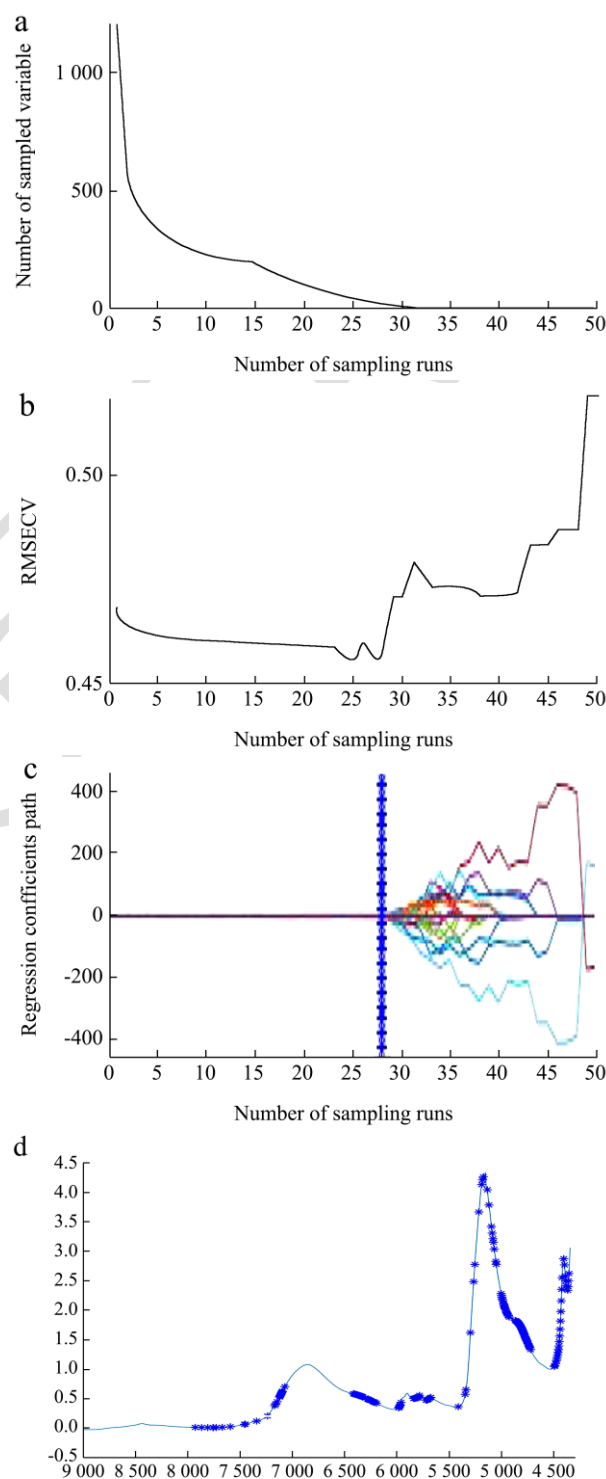 a
Number of sampled variable
1 000
500
0
0 5 10 15 20 25 30 35 40 45 50
Number of sampling runs
b
RMSECV
0.50
0.45
0 5 10 15 20 25 30 35 40 45 50
Number of sampling runs
c
Regression cofficients path
400
200
0
-200
-400
0 5 10 15 20 25 30 35 40 45 50
Number of sampling runs
d
4.5
4.0
3.5
3.0
2.5
2.0
1.5
1.0
0.5
0.0
-0.5
9 000 8 500 8 000 7 500 7 000 6 500 6 000 5 500 5 000 4 500